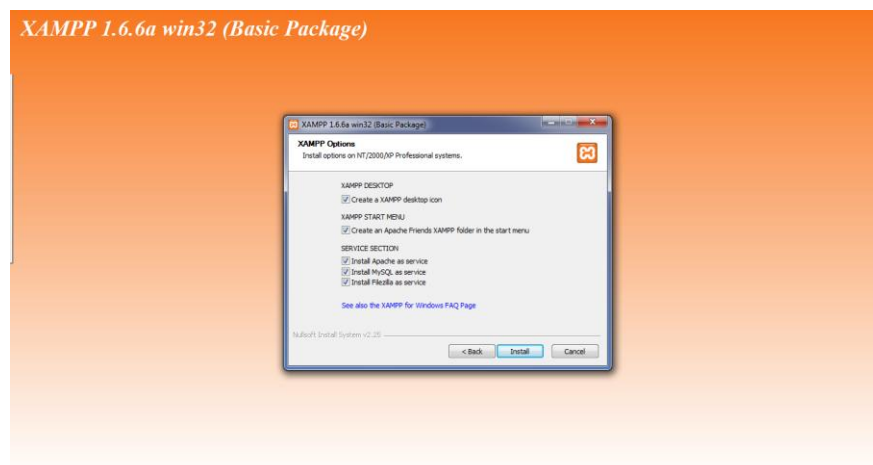 XAMPP 1.6.6a win32 (Basic Package)
XAMPP 1.6.6a win32 (Basic Package)
XAMPP Options
Install options on NT/2000/XP Professional systems.
XAMPP DESKTOP
Create a XAMPP desktop icon
XAMPP START MENU
Create an Apache Friends XAMPP folder in the start menu
SERVICE SECTION
Install Apache as service
Install MySQL as service
Install Filezilla as service
See also the XAMPP for Windows FAQ Page
Nullsoft Install System v2.28
< Back Install Cancel